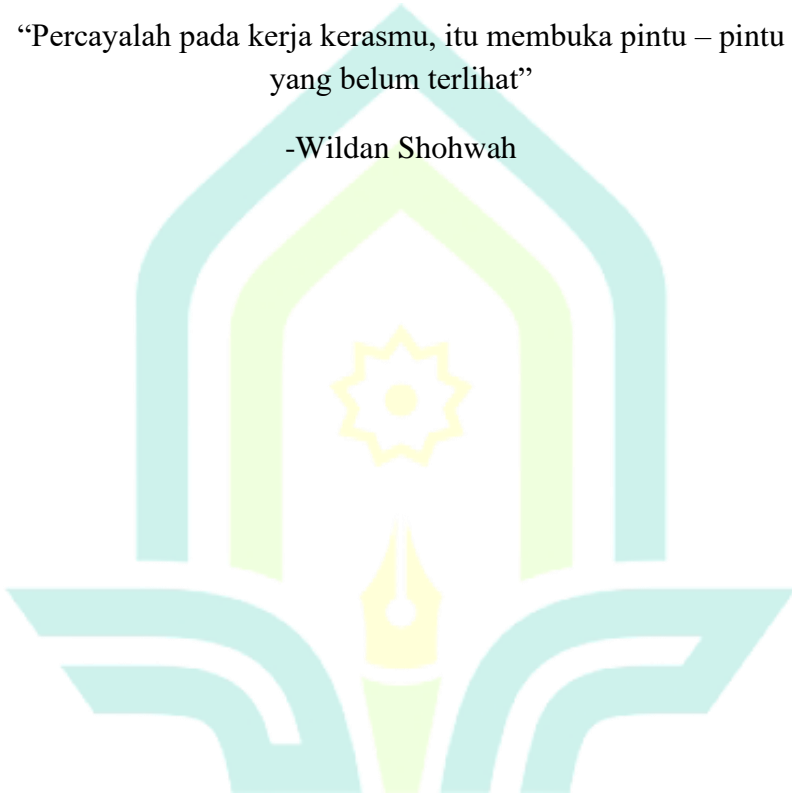 “Percayalah pada kerja kerasmu, itu membuka pintu – pintu
yang belum terlihat”
-Wildan Shohwah